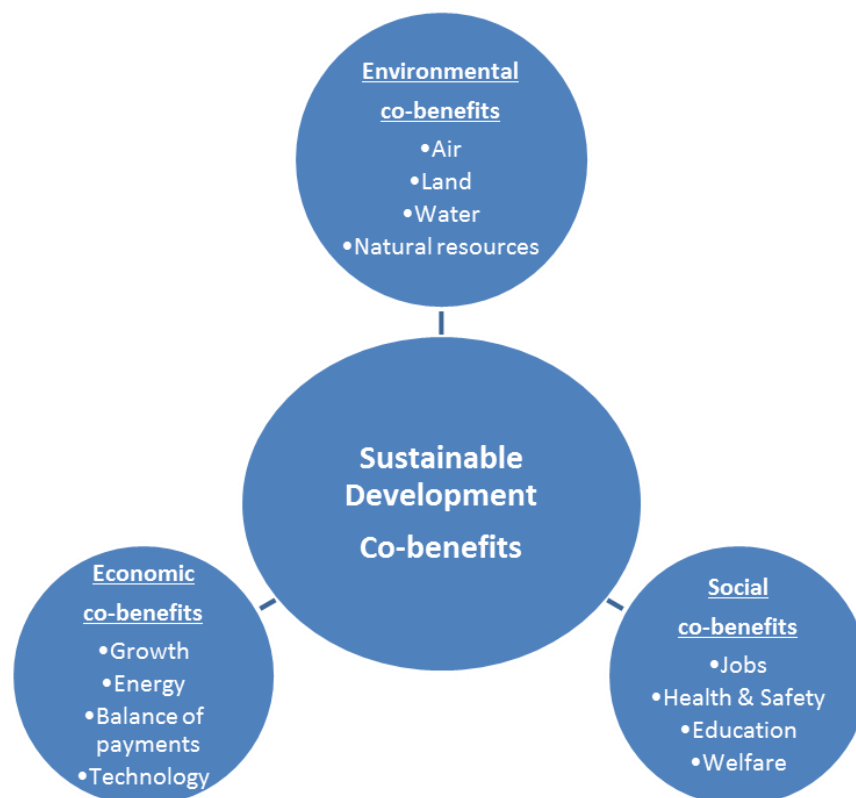 Environmental
co-benefits
•Air
•Land
•Water
•Natural resources
Sustainable
Development
Co-benefits
Economic
co-benefits
•Growth
•Energy
•Balance of
payments
•Technology
Social
co-benefits
•Jobs
•Health & Safety
•Education
•Welfare